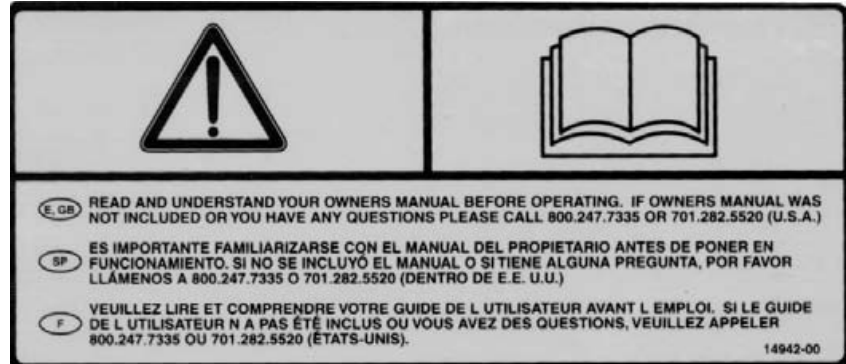 E, GB READ AND UNDERSTAND YOUR OWNERS MANUAL BEFORE OPERATING. IF OWNERS MANUAL WAS
NOT INCLUDED OR YOU HAVE ANY QUESTIONS PLEASE CALL 800.247.7335 OR 701.282.5520 (U.S.A.)
SP ES IMPORTANTE FAMILIARIZARSE CON EL MANUAL DEL PROPIETARIO ANTES DE PONER EN
FUNCIONAMIENTO. SI NO SE INCLUYÓ EL MANUAL O SI TIENE ALGUNA PREGUNTA, POR FAVOR
LLÁMENOS A 800.247.7335 O 701.282.5520 (DENTRO DE E.E. U.U.)
F VEUILLEZ LIRE ET COMPRENDRE VOTRE GUIDE DE L UTILISATEUR AVANT L EMPLOI. SI LE GUIDE
DE L UTILISATEUR N A PAS ÉTÉ INCLUS OU VOUS AVEZ DES QUESTIONS, VEUILLEZ APPELER
800.247.7335 OU 701.282.5520 (ÉTATS-UNIS).
14942-00